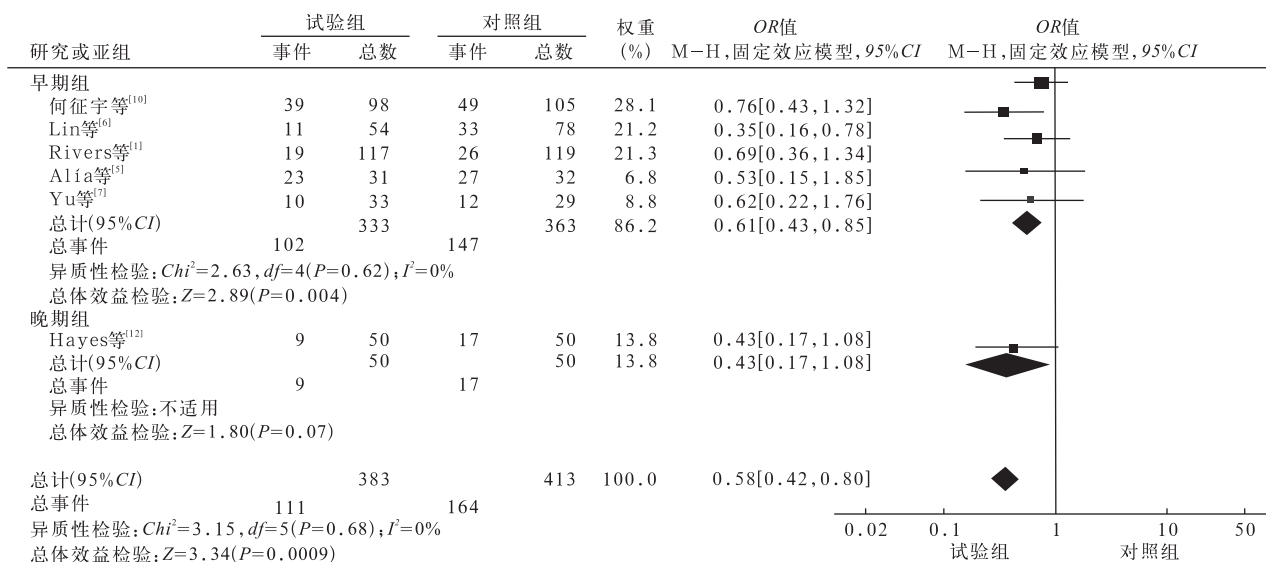 试验组 对照组 权重 OR值 OR值
研究或亚组 事件 总数 事件 总数 (%) M-H,固定效应模型,95%CI M-H,固定效应模型,95%CI
早期组
何征宇等[10] 39 98 49 105 28.1 0.76[0.43,1.32]
Lin等[6] 11 54 33 78 21.2 0.35[0.16,0.78]
Rivers等[1] 19 117 26 119 21.3 0.69[0.36,1.34]
Alía等[5] 23 31 27 32 6.8 0.53[0.15,1.85]
Yu等[7] 10 33 12 29 8.8 0.62[0.22,1.76]
总计(95%CI) 333 363 86.2 0.61[0.43,0.85]
总事件 102 147
异质性检验:Chi²=2.63,df=4(P=0.62);I²=0%
总体效益检验:Z=2.89(P=0.004)
晚期组
Hayes等[12] 9 50 17 50 13.8 0.43[0.17,1.08]
总计(95%CI) 50 50 13.8 0.43[0.17,1.08]
总事件 9 17
异质性检验:不适用
总体效益检验:Z=1.80(P=0.07)
总计(95%CI) 383 413 100.0 0.58[0.42,0.80]
总事件 111 164
异质性检验:Chi²=3.15,df=5(P=0.68);I²=0%
总体效益检验:Z=3.34(P=0.0009)
0.02 0.1 1 10 50
试验组 对照组